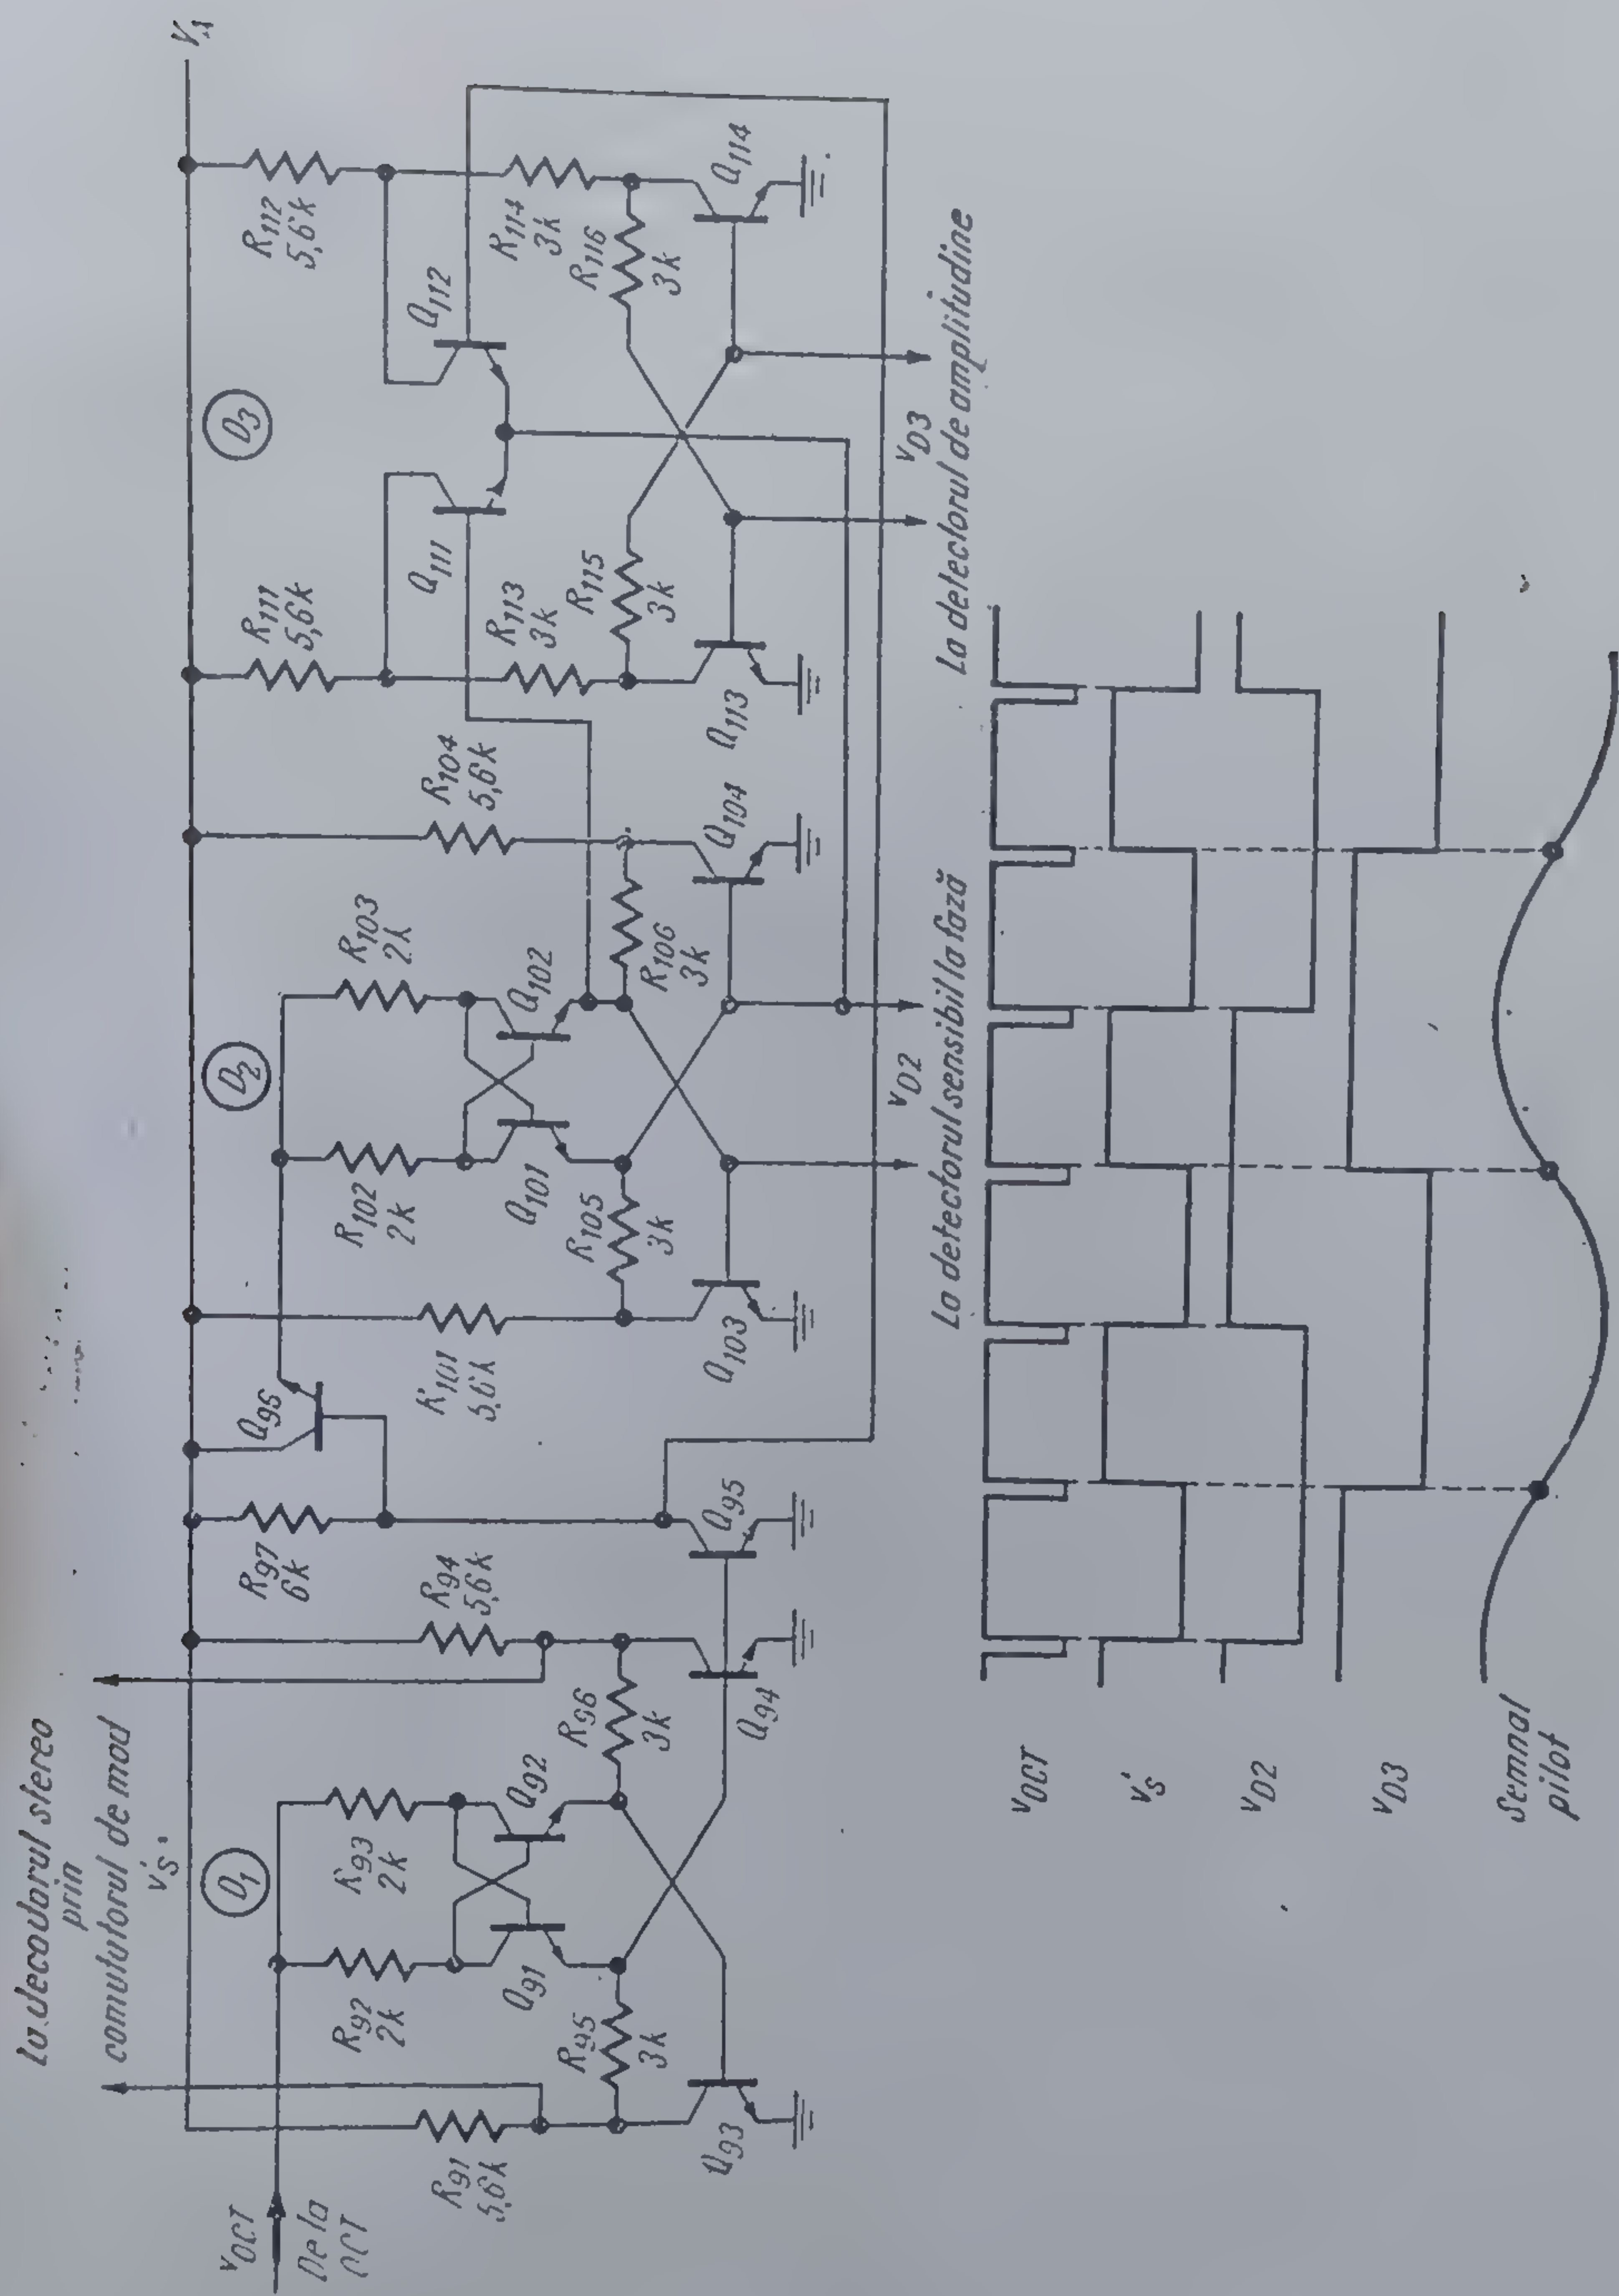 La decodorul stereo
prin
comutatorul de mod
v's
vOCT
De la
OCT
VA
D1
D2
D3
R91
5,6k
R92
2k
R93
2k
R95
3k
R96
3k
R94
5,6k
R97
6k
Q91
Q92
Q93
Q94
Q95
Q96
R101
5,6k
R102
2k
R103
2k
R104
5,6k
R105
3k
R106
3k
Q101
Q102
Q103
Q104
R111
5,6k
R112
5,6k
R113
3k
R114
3k
R115
3k
R116
3k
Q111
Q112
Q113
Q114
vD2
La detectorul sensibil la fază
vD3
La detectorul de amplitudine
vOCT
v's
vD2
vD3
Semnal
pilot